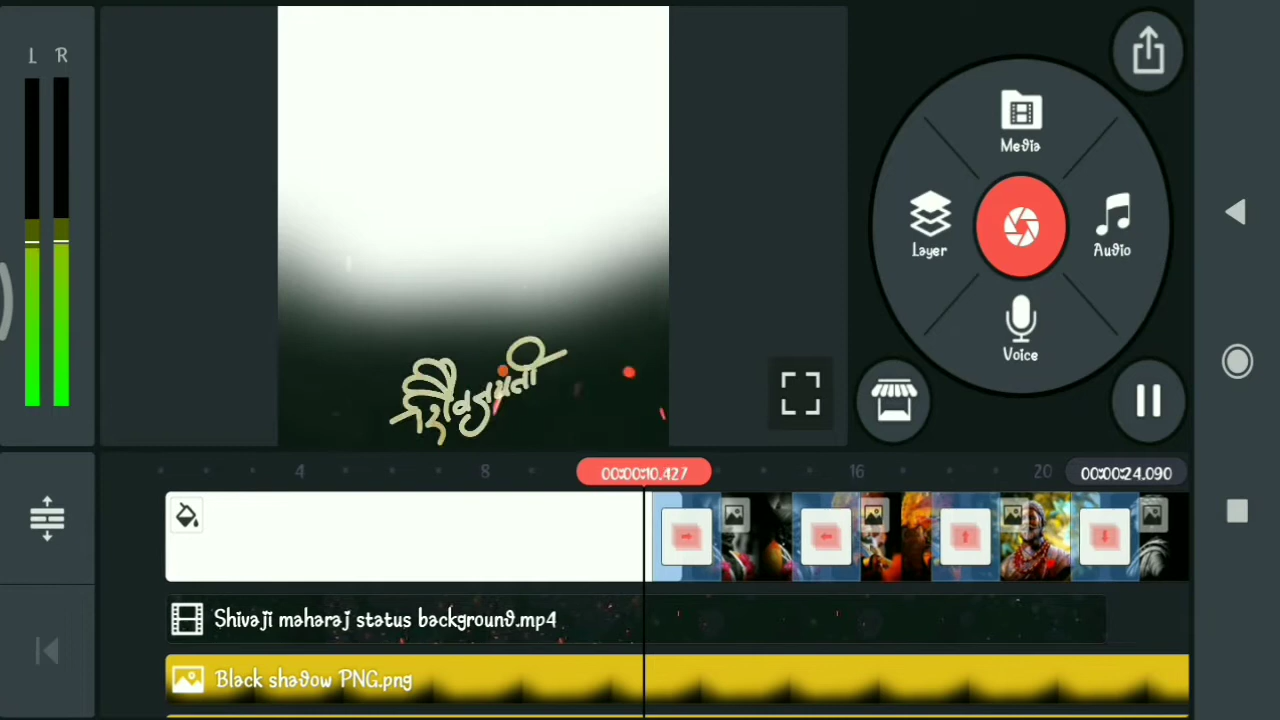 L R
Media
Layer
Audio
Voice
4 8 00:00:10.427 16 20 00:00:24.090
Shivaji maharaj status background.mp4
Black shadow PNG.png